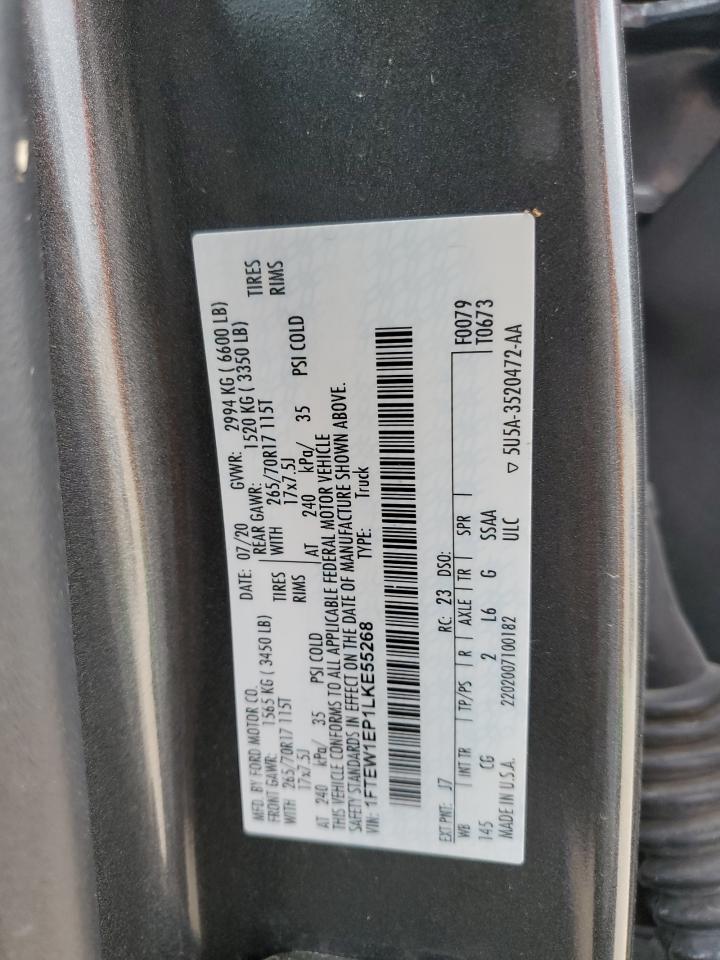 MFD. BY FORD MOTOR CO. DATE: 07/20 GVWR: 2994 KG ( 6600 LB)
FRONT GAWR: 1565 KG ( 3450 LB) REAR GAWR: 1520 KG ( 3350 LB)
WITH 265/70R17 115T TIRES WITH 265/70R17 115T TIRES
17x7.5J RIMS 17x7.5J RIMS
AT 240 kPa/ 35 PSI COLD AT 240 kPa/ 35 PSI COLD
THIS VEHICLE CONFORMS TO ALL APPLICABLE FEDERAL MOTOR VEHICLE
SAFETY STANDARDS IN EFFECT ON THE DATE OF MANUFACTURE SHOWN ABOVE.
VIN: 1FTEW1EP1LKE55268 TYPE: Truck
EXT PNT: J7 RC: 23 DSO: F0079
WB INT TR TP/PS R AXLE TR SPR T0673
145 CG 2 L6 G SSAA
MADE IN U.S.A. 2202007100182 ULC ▽ 5U5A-3520472-AA